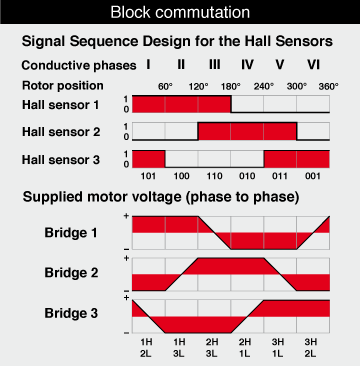 Block commutation
Signal Sequence Design for the Hall Sensors
Conductive phases I II III IV V VI
Rotor position 60° 120° 180° 240° 300° 360°
Hall sensor 1 1 0
Hall sensor 2 1 0
Hall sensor 3 1 0
101 100 110 010 011 001
Supplied motor voltage (phase to phase)
Bridge 1 + −
Bridge 2 + −
Bridge 3 + −
1H 1H 2H 2H 3H 3H
2L 3L 3L 1L 1L 2L